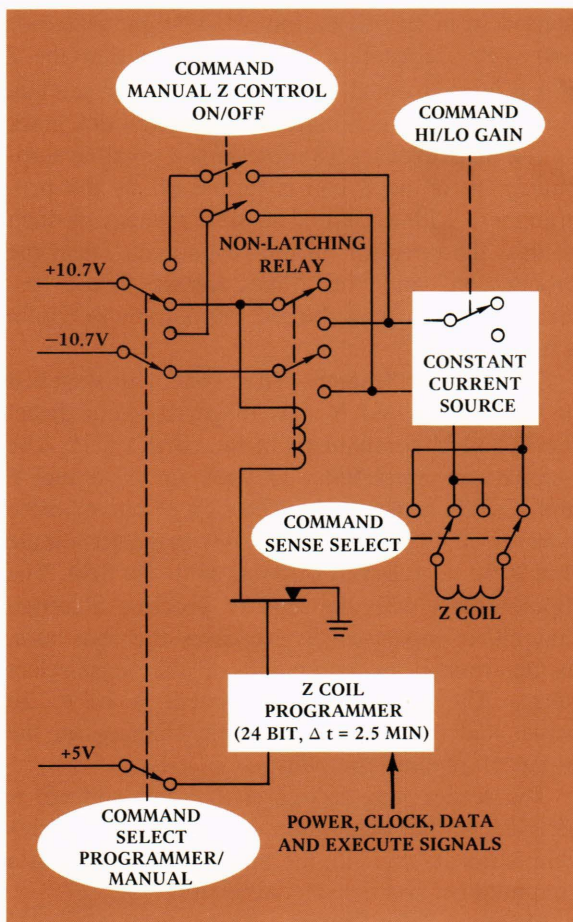 COMMAND
MANUAL Z CONTROL
ON/OFF
COMMAND
HI/LO GAIN
NON-LATCHING
RELAY
+10.7V
−10.7V
CONSTANT
CURRENT
SOURCE
COMMAND
SENSE SELECT
Z COIL
Z COIL
PROGRAMMER
(24 BIT, Δ t = 2.5 MIN)
+5V
COMMAND
SELECT
PROGRAMMER/
MANUAL
POWER, CLOCK, DATA
AND EXECUTE SIGNALS